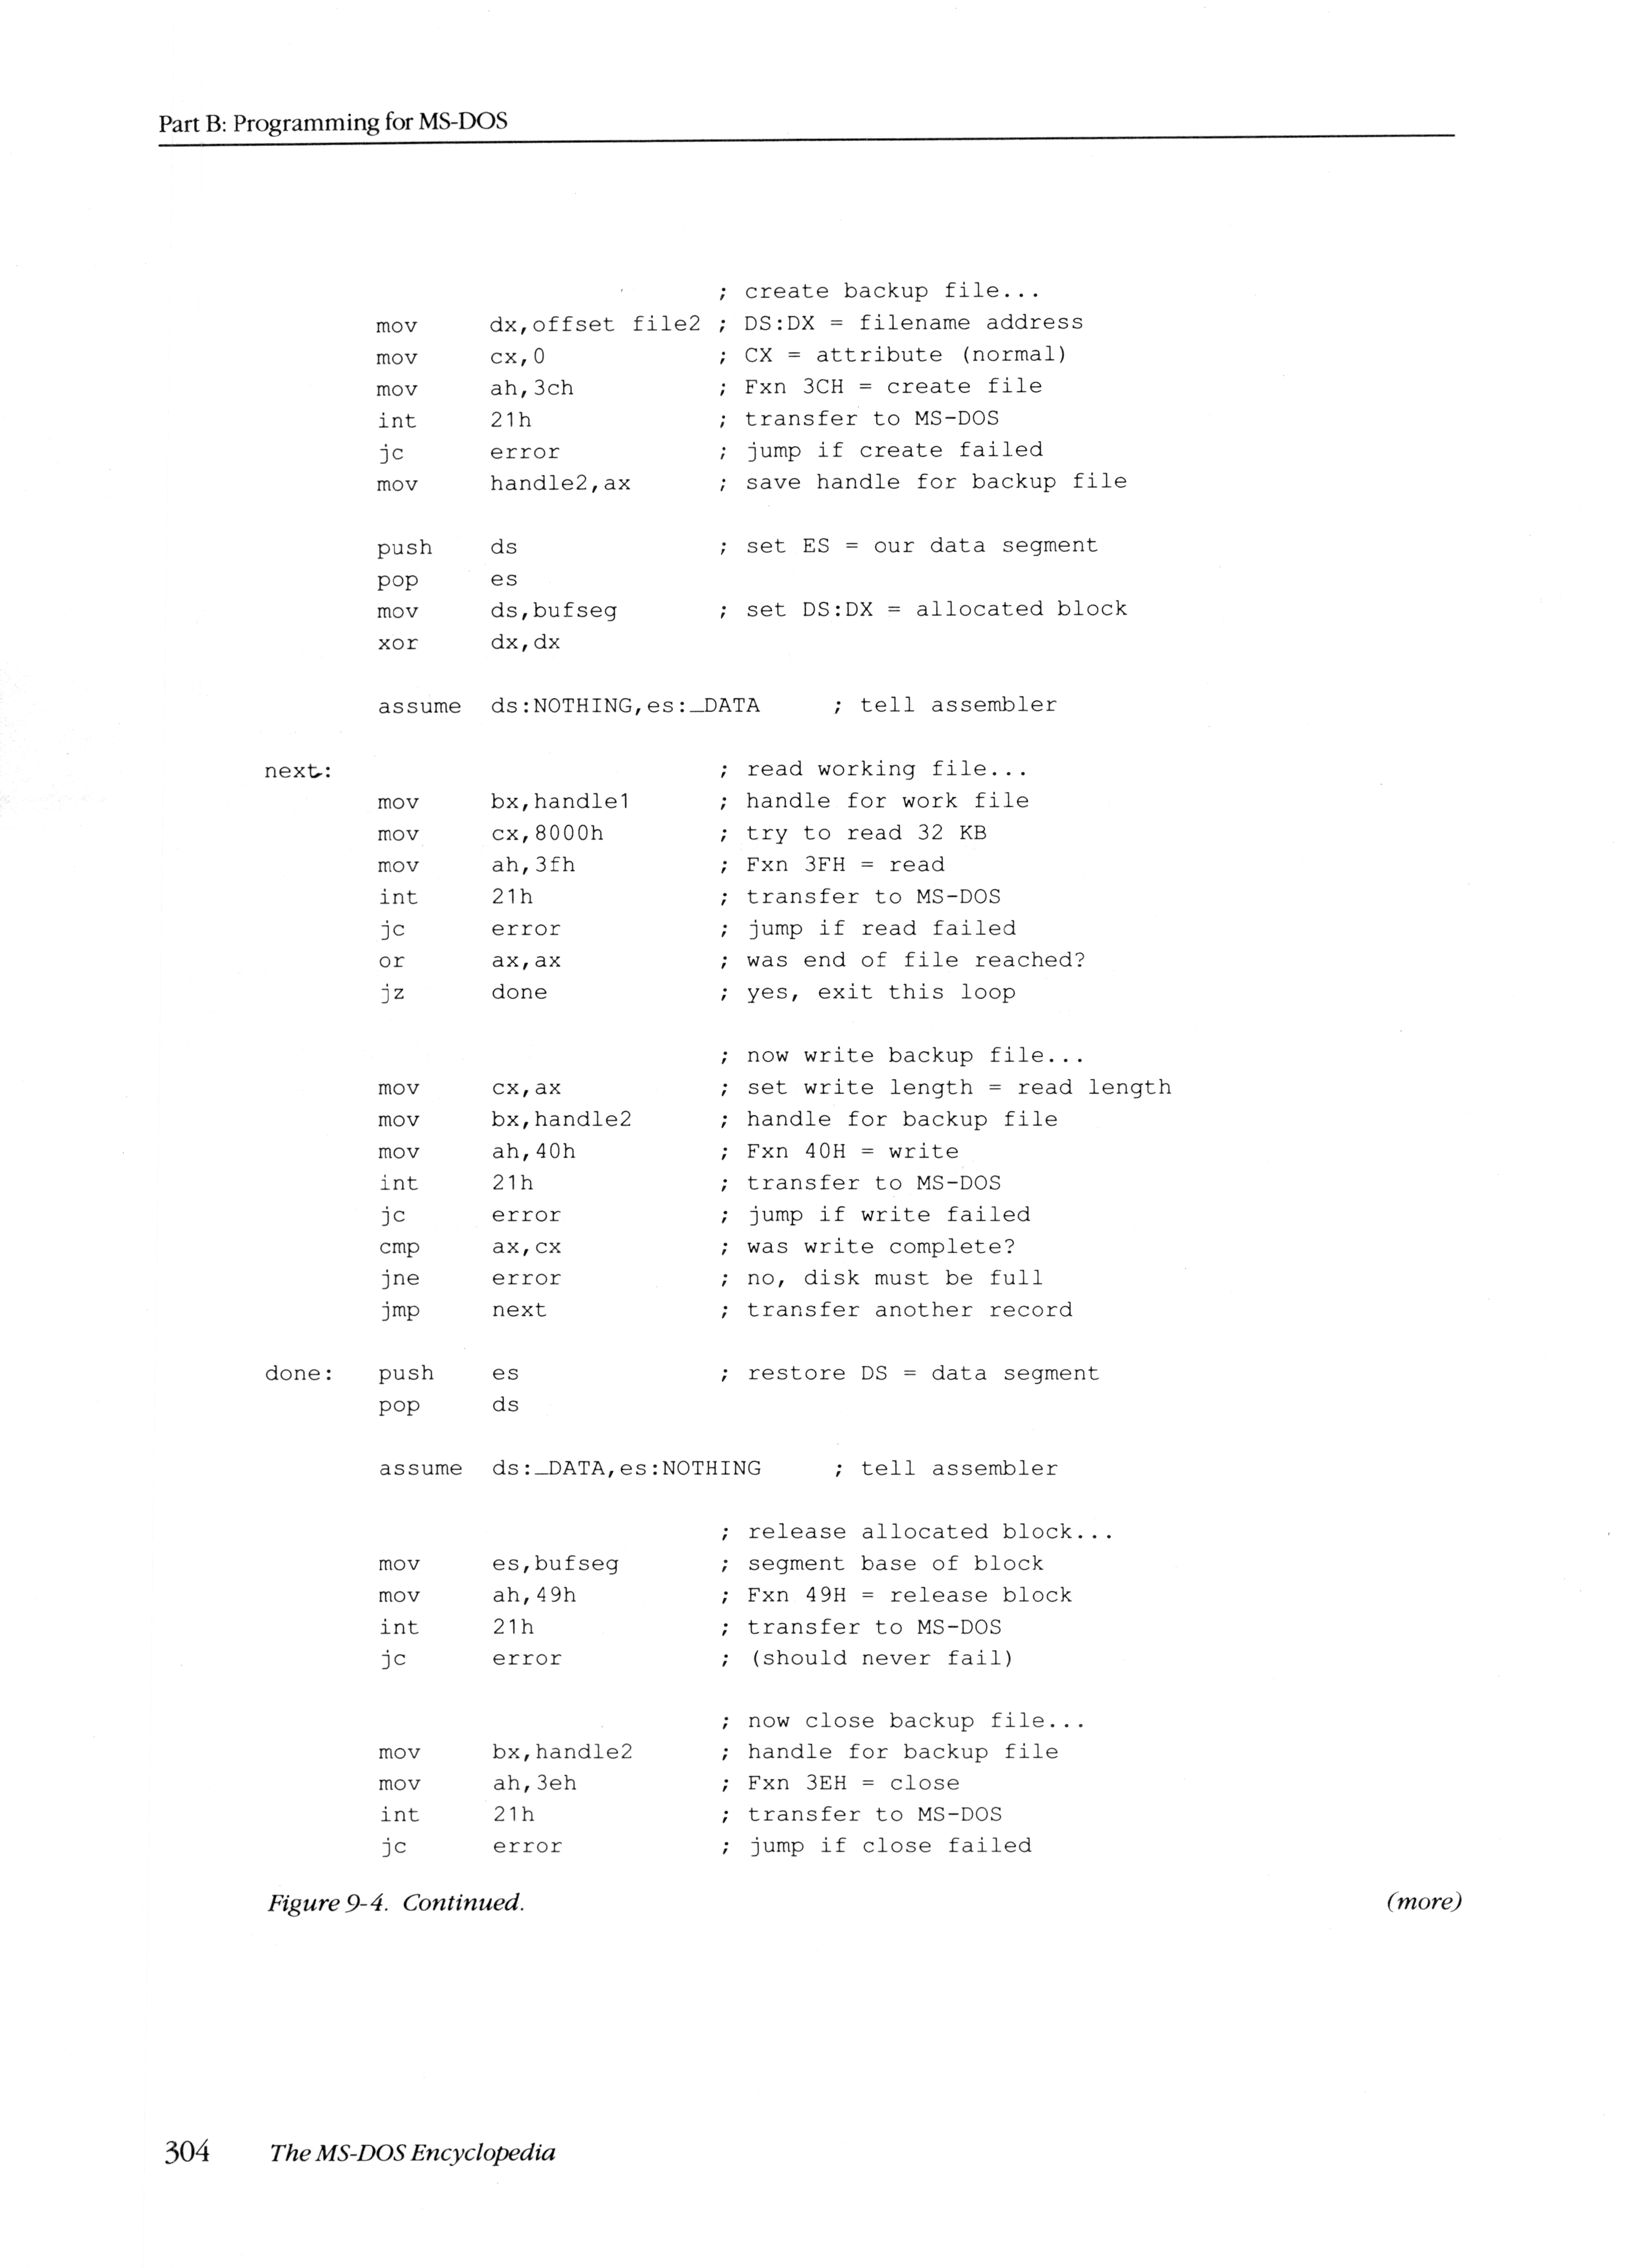 Part B: Programming for MS-DOS
; create backup file...
mov dx,offset file2 ; DS:DX = filename address
mov cx,0 ; CX = attribute (normal)
mov ah,3ch ; Fxn 3CH = create file
int 21h ; transfer to MS-DOS
jc error ; jump if create failed
mov handle2,ax ; save handle for backup file
push ds ; set ES = our data segment
pop es
mov ds,bufseg ; set DS:DX = allocated block
xor dx,dx
assume ds:NOTHING,es:_DATA ; tell assembler
next: ; read working file...
mov bx,handle1 ; handle for work file
mov cx,8000h ; try to read 32 KB
mov ah,3fh ; Fxn 3FH = read
int 21h ; transfer to MS-DOS
jc error ; jump if read failed
or ax,ax ; was end of file reached?
jz done ; yes, exit this loop
; now write backup file...
mov cx,ax ; set write length = read length
mov bx,handle2 ; handle for backup file
mov ah,40h ; Fxn 40H = write
int 21h ; transfer to MS-DOS
jc error ; jump if write failed
cmp ax,cx ; was write complete?
jne error ; no, disk must be full
jmp next ; transfer another record
done: push es ; restore DS = data segment
pop ds
assume ds:_DATA,es:NOTHING ; tell assembler
; release allocated block...
mov es,bufseg ; segment base of block
mov ah,49h ; Fxn 49H = release block
int 21h ; transfer to MS-DOS
jc error ; (should never fail)
; now close backup file...
mov bx,handle2 ; handle for backup file
mov ah,3eh ; Fxn 3EH = close
int 21h ; transfer to MS-DOS
jc error ; jump if close failed
Figure 9-4. Continued. (more)
304 The MS-DOS Encyclopedia